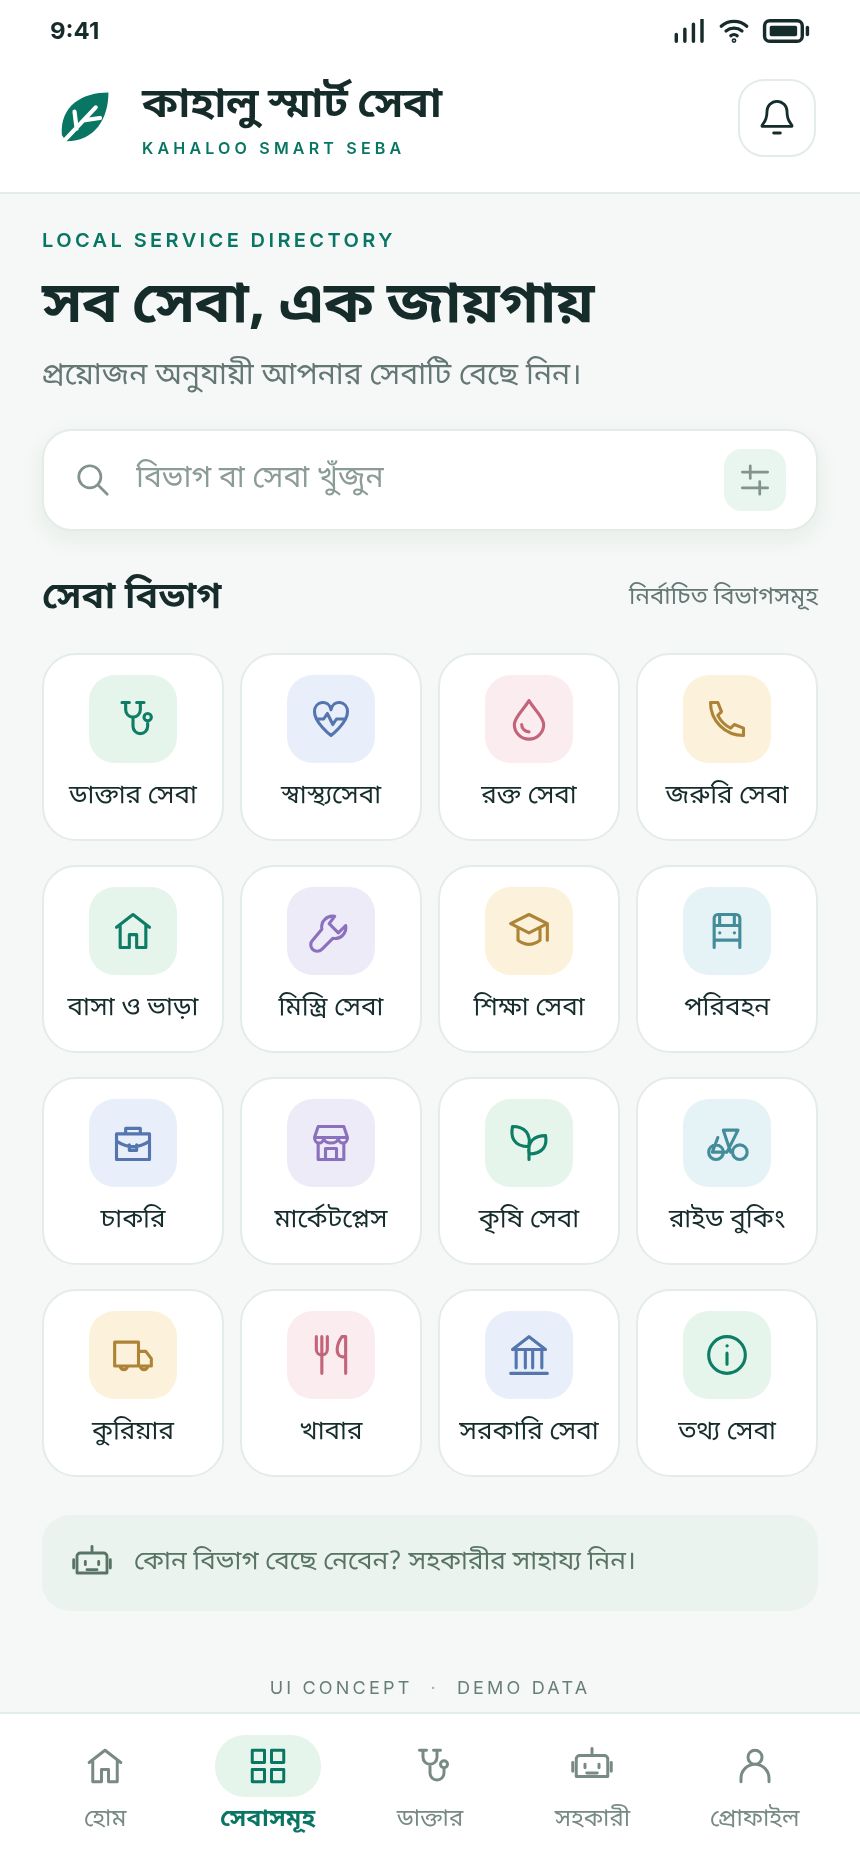 9:41
কাহালু স্মার্ট সেবা
KAHALOO SMART SEBA
LOCAL SERVICE DIRECTORY
সব সেবা, এক জায়গায়
প্রয়োজন অনুযায়ী আপনার সেবাটি বেছে নিন।
বিভাগ বা সেবা খুঁজুন
সেবা বিভাগ
নির্বাচিত বিভাগসমূহ
ডাক্তার সেবা
স্বাস্থ্যসেবা
রক্ত সেবা
জরুরি সেবা
বাসা ও ভাড়া
মিস্ত্রি সেবা
শিক্ষা সেবা
পরিবহন
চাকরি
মার্কেটপ্লেস
কৃষি সেবা
রাইড বুকিং
কুরিয়ার
খাবার
সরকারি সেবা
তথ্য সেবা
কোন বিভাগ বেছে নেবেন? সহকারীর সাহায্য নিন।
UI CONCEPT · DEMO DATA
হোম
সেবাসমূহ
ডাক্তার
সহকারী
প্রোফাইল